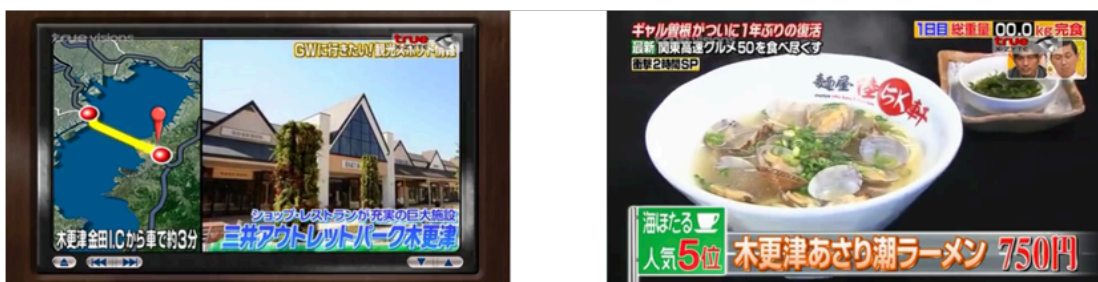 true visions
true
GWに行きたい!観光スポット情報
木更津金田I.Cから車で約3分
ショップ・レストランが充実の巨大施設
三井アウトレットパーク木更津
ギャル曽根がついに1年ぶりの復活
最新 関東高速グルメ50を食べ尽くす
衝撃2時間SP
1日目 総重量 00.0 kg 完食
true
麺屋 陸 5K 軒
海ほたる
人気5位
木更津あさり潮ラーメン 750円